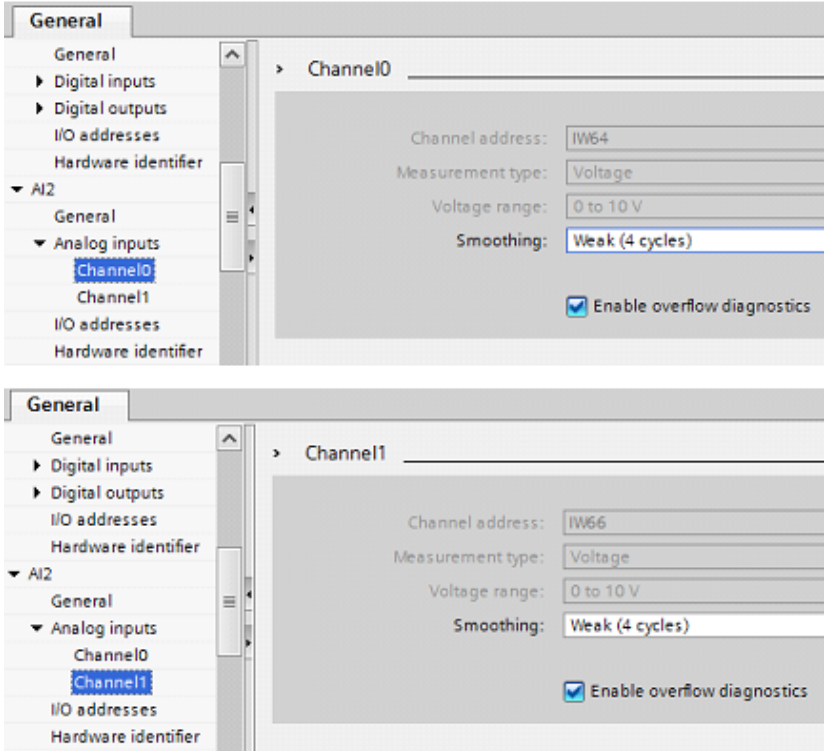 General
General
Digital inputs
Digital outputs
I/O addresses
Hardware identifier
AI2
General
Analog inputs
Channel0
Channel1
I/O addresses
Hardware identifier
Channel0
Channel address: IW64
Measurement type: Voltage
Voltage range: 0 to 10 V
Smoothing: Weak (4 cycles)
Enable overflow diagnostics
General
General
Digital inputs
Digital outputs
I/O addresses
Hardware identifier
AI2
General
Analog inputs
Channel0
Channel1
I/O addresses
Hardware identifier
Channel1
Channel address: IW66
Measurement type: Voltage
Voltage range: 0 to 10 V
Smoothing: Weak (4 cycles)
Enable overflow diagnostics